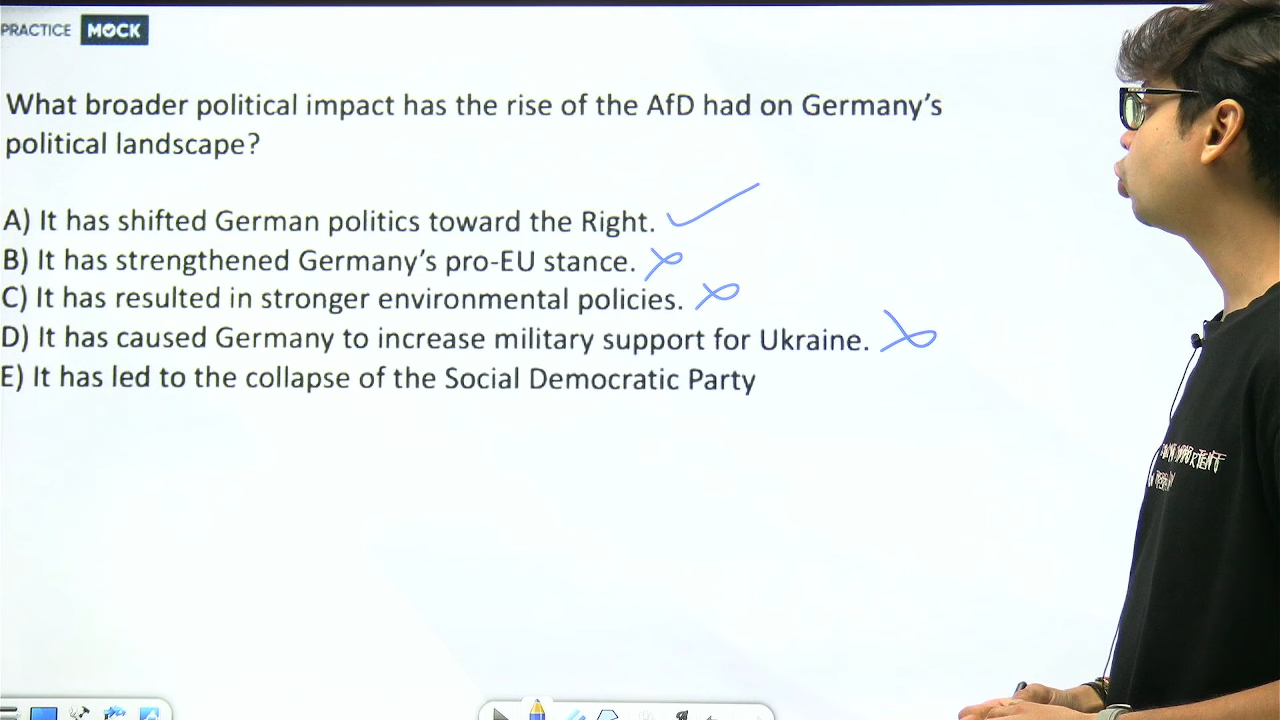 PRACTICE MOCK
What broader political impact has the rise of the AfD had on Germany's
political landscape?
A) It has shifted German politics toward the Right.
B) It has strengthened Germany's pro-EU stance.
C) It has resulted in stronger environmental policies.
D) It has caused Germany to increase military support for Ukraine.
E) It has led to the collapse of the Social Democratic Party